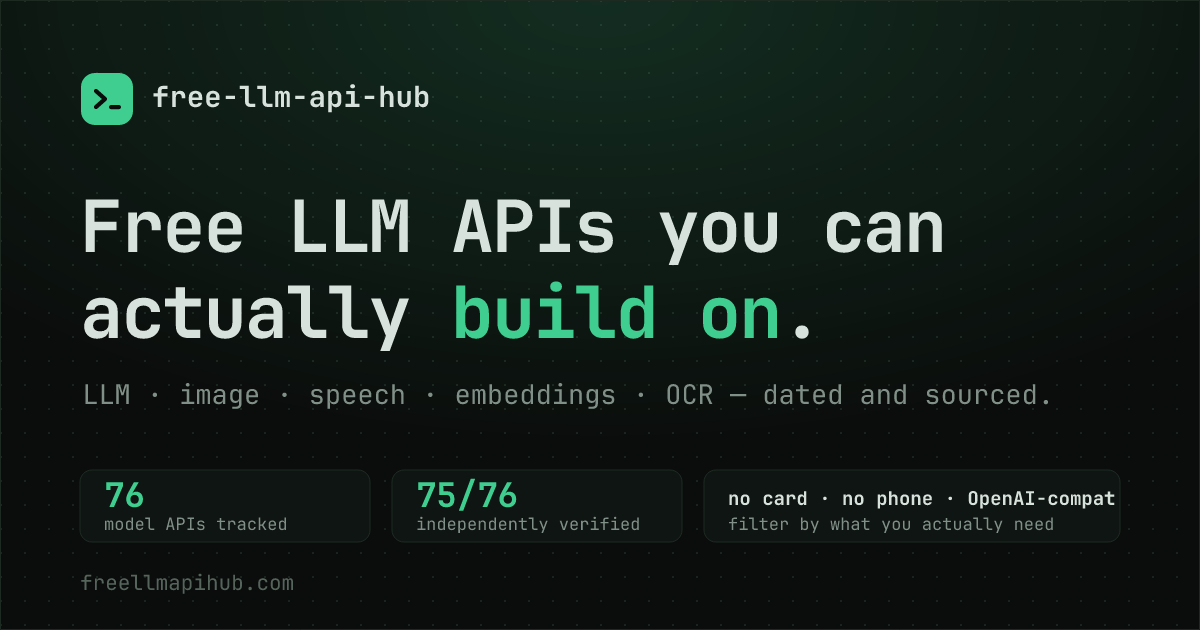 free-llm-api-hub
Free LLM APIs you can
actually build on.
LLM · image · speech · embeddings · OCR — dated and sourced.
76
model APIs tracked
75/76
independently verified
no card · no phone · OpenAI-compat
filter by what you actually need
freellmapihub.com